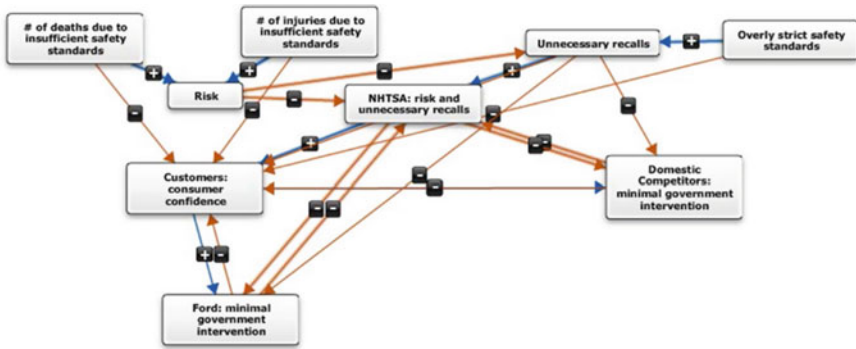 # of deaths due to
insufficient safety
standards
# of injuries due to
insufficient safety
standards
Unnecessary recalls
Overly strict safety
standards
+
+
+
-
Risk
-
-
-
-
NHTSA: risk and
unnecessary recalls
+
-
-
+
-
-
-
Customers:
consumer
confidence
-
-
Domestic
Competitors:
minimal government
intervention
-
-
+
-
Ford: minimal
government
intervention